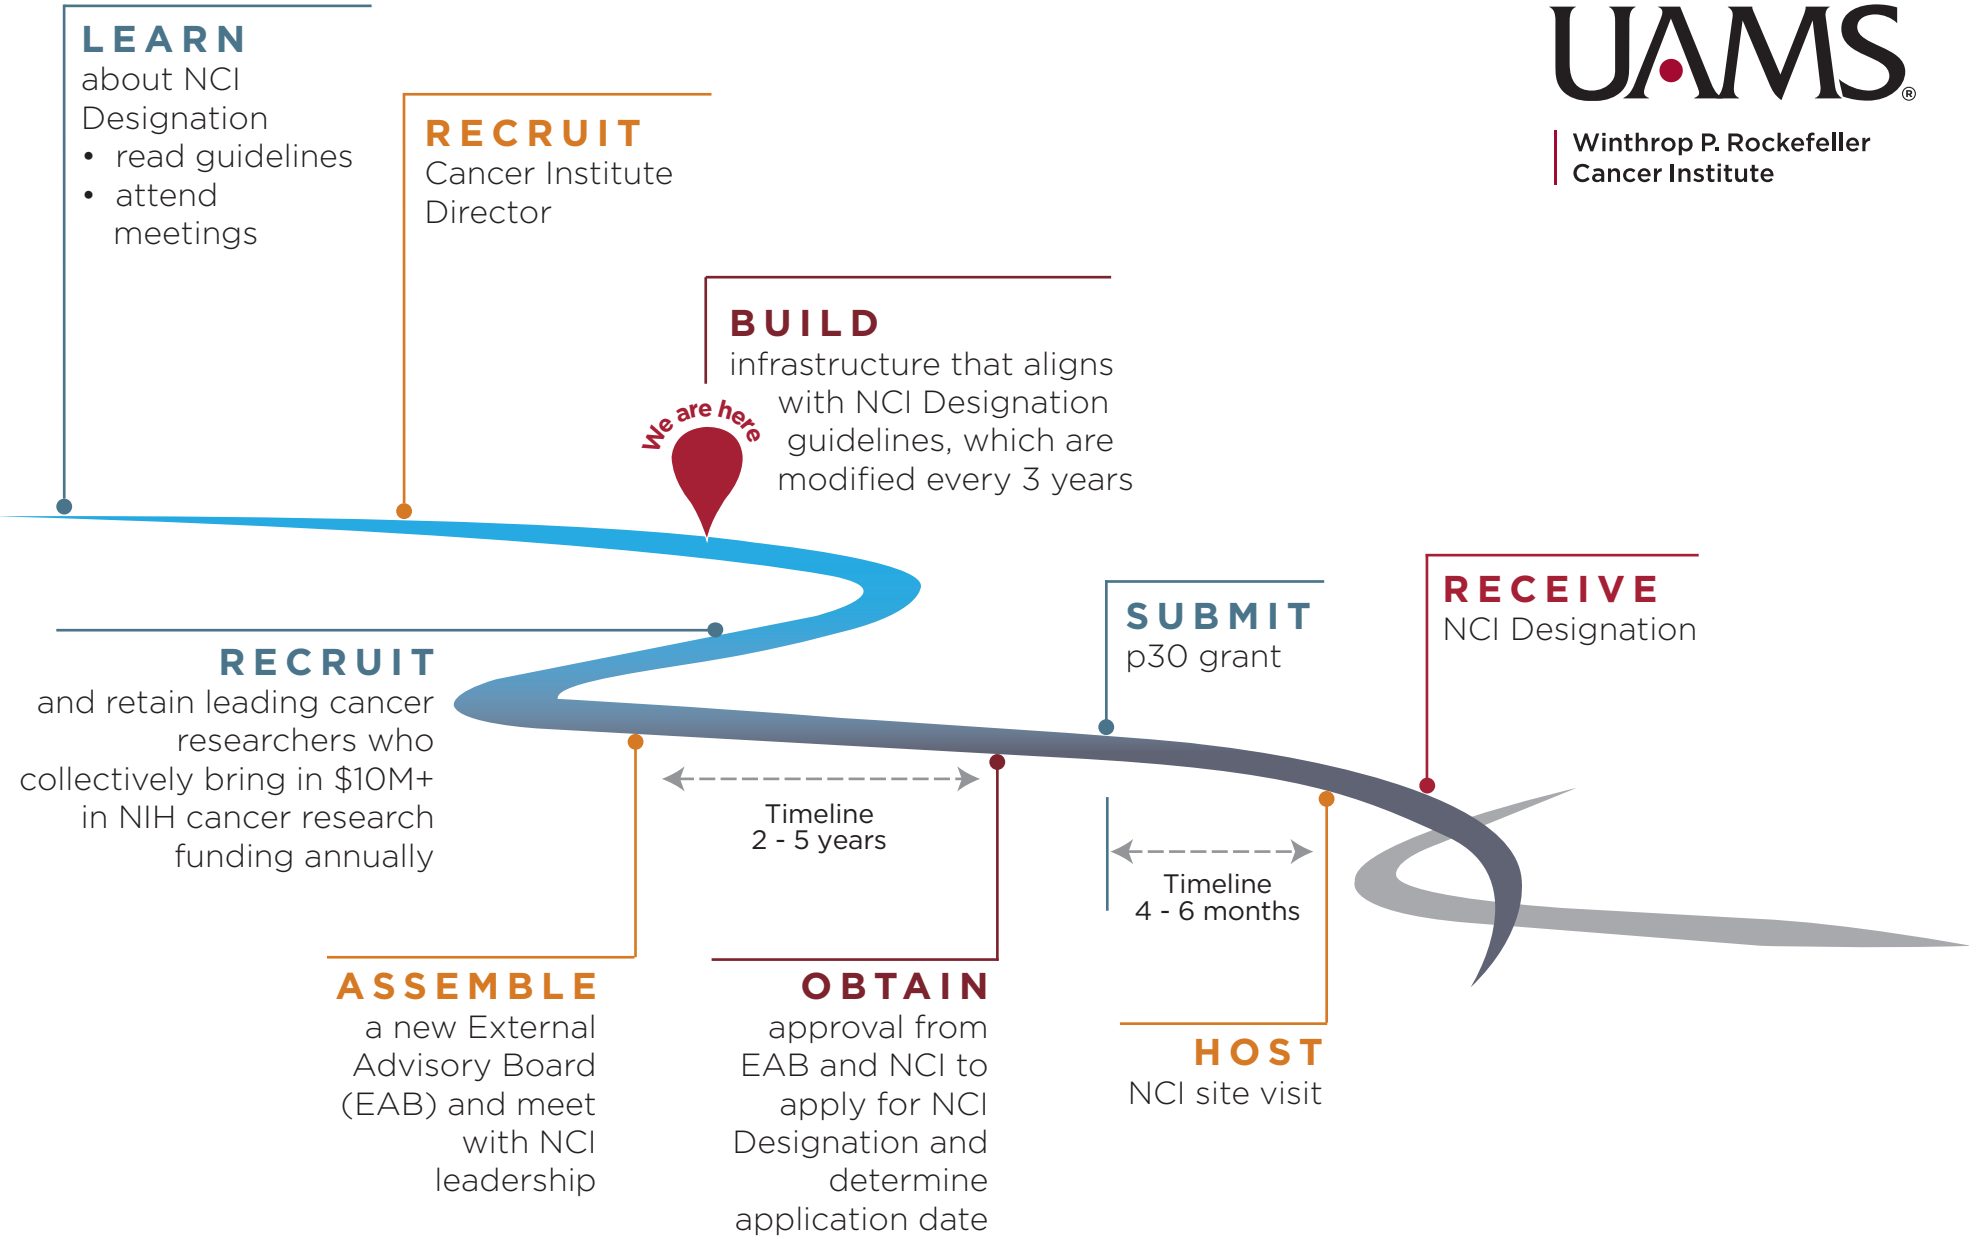 LEARN
about NCI
Designation
• read guidelines
• attend
meetings
RECRUIT
Cancer Institute
Director
UAMS®
Winthrop P. Rockefeller
Cancer Institute
BUILD
infrastructure that aligns
with NCI Designation
guidelines, which are
modified every 3 years
We are here
RECRUIT
and retain leading cancer
researchers who
collectively bring in $10M+
in NIH cancer research
funding annually
ASSEMBLE
a new External
Advisory Board
(EAB) and meet
with NCI
leadership
Timeline
2 - 5 years
OBTAIN
approval from
EAB and NCI to
apply for NCI
Designation and
determine
application date
SUBMIT
p30 grant
Timeline
4 - 6 months
HOST
NCI site visit
RECEIVE
NCI Designation